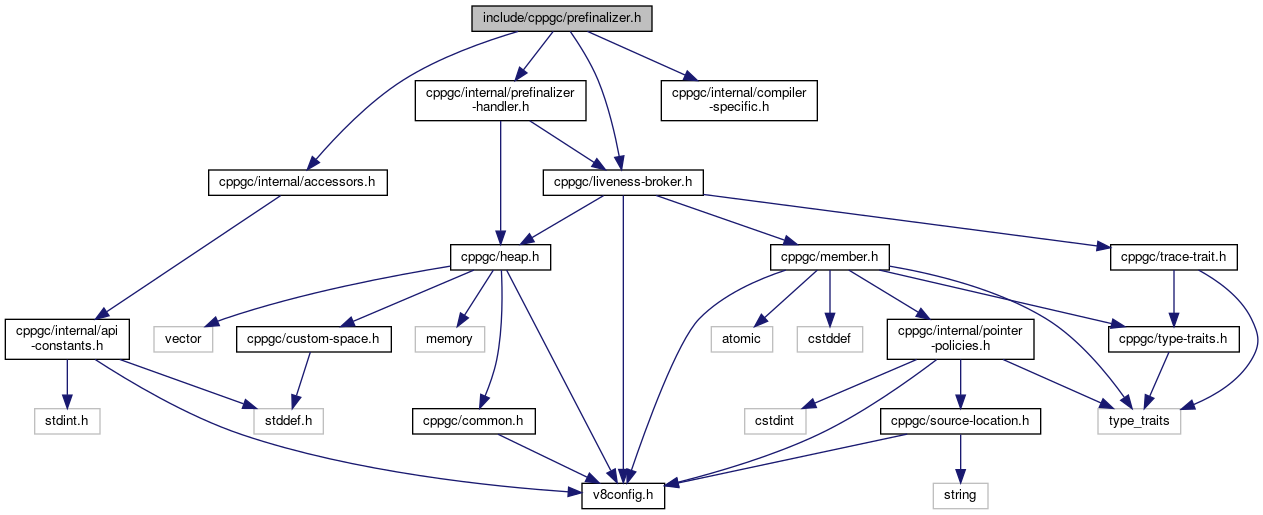 include/cppgc/prefinalizer.h
cppgc/internal/prefinalizer
-handler.h
cppgc/internal/compiler
-specific.h
cppgc/internal/accessors.h
cppgc/liveness-broker.h
cppgc/heap.h
cppgc/member.h
cppgc/trace-trait.h
cppgc/internal/api
-constants.h
vector
cppgc/custom-space.h
memory
atomic
cstddef
cppgc/internal/pointer
-policies.h
cppgc/type-traits.h
stdint.h
stddef.h
cppgc/common.h
cstdint
cppgc/source-location.h
type_traits
v8config.h
string